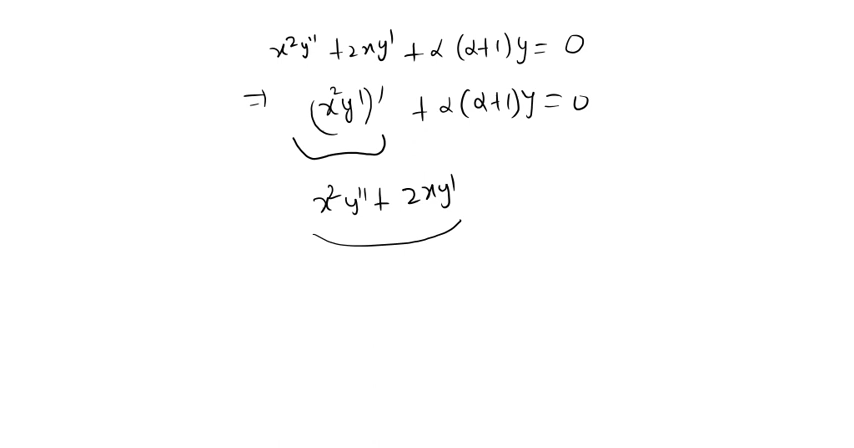 x²y'' + 2xy' + α(α+1)y = 0
⇒ (x²y')' + α(α+1)y = 0
x²y'' + 2xy'